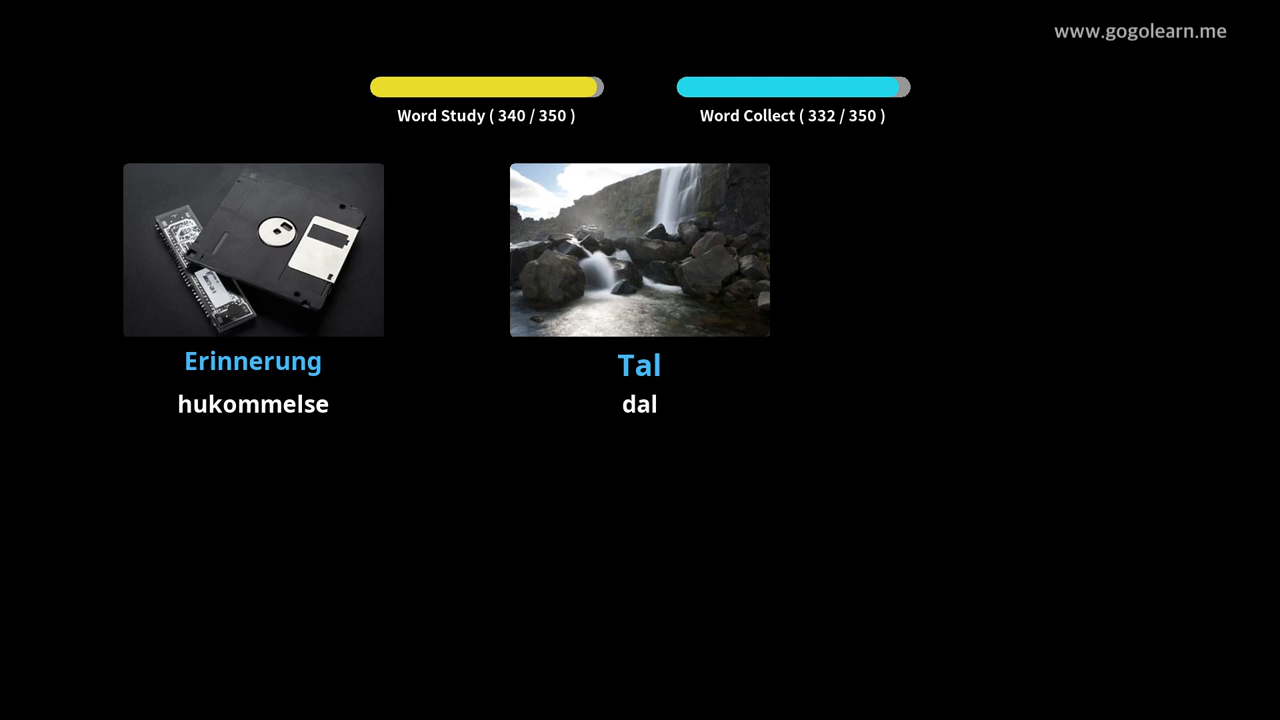 www.gogolearn.me
Word Study ( 340 / 350 )
Word Collect ( 332 / 350 )
Erinnerung
hukommelse
Tal
dal